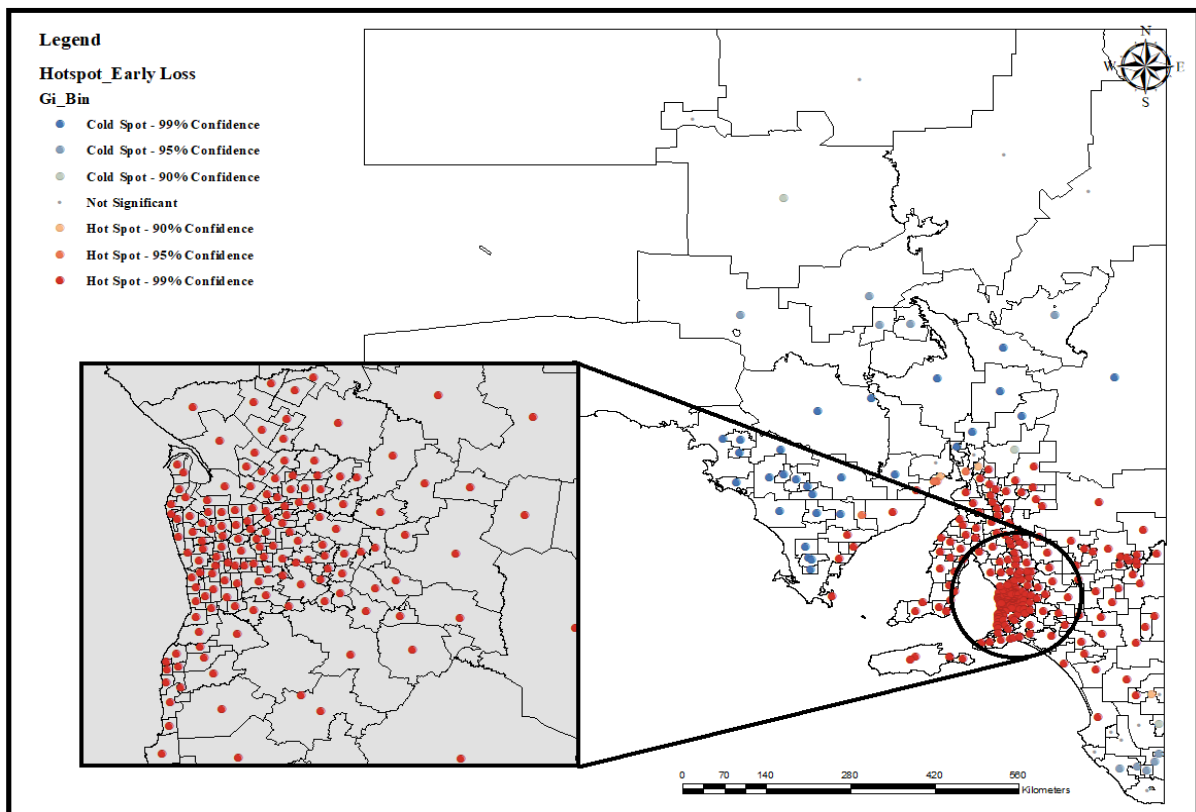 Legend
Hotspot_Early Loss
Gi_Bin
Cold Spot - 99% Confidence
Cold Spot - 95% Confidence
Cold Spot - 90% Confidence
Not Significant
Hot Spot - 90% Confidence
Hot Spot - 95% Confidence
Hot Spot - 99% Confidence
N
W E
S
0 70 140 280 420 560
Kilometers